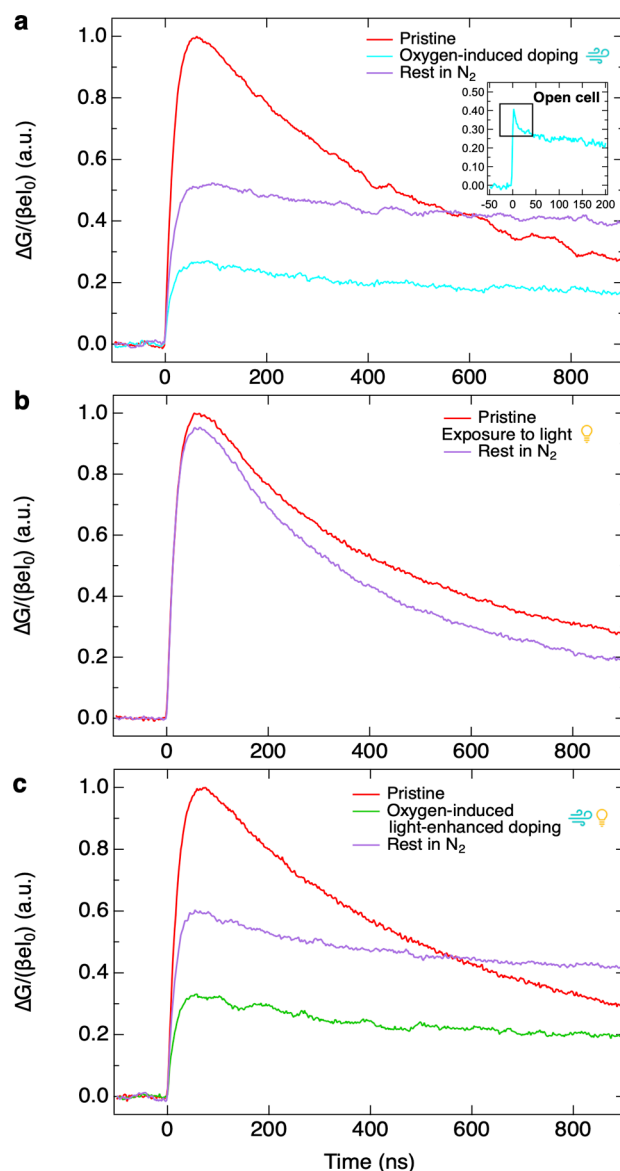 a
Pristine
Oxygen-induced doping
Rest in N₂
Open cell
0.50
0.40
0.30
0.20
0.10
0.00
-50 0 50 100 150 200
ΔG/(βeI₀) (a.u.)
1.0
0.8
0.6
0.4
0.2
0.0
0 200 400 600 800
b
Pristine
Exposure to light
Rest in N₂
ΔG/(βeI₀) (a.u.)
1.0
0.8
0.6
0.4
0.2
0.0
0 200 400 600 800
c
Pristine
Oxygen-induced
light-enhanced doping
Rest in N₂
ΔG/(βeI₀) (a.u.)
1.0
0.8
0.6
0.4
0.2
0.0
0 200 400 600 800
Time (ns)